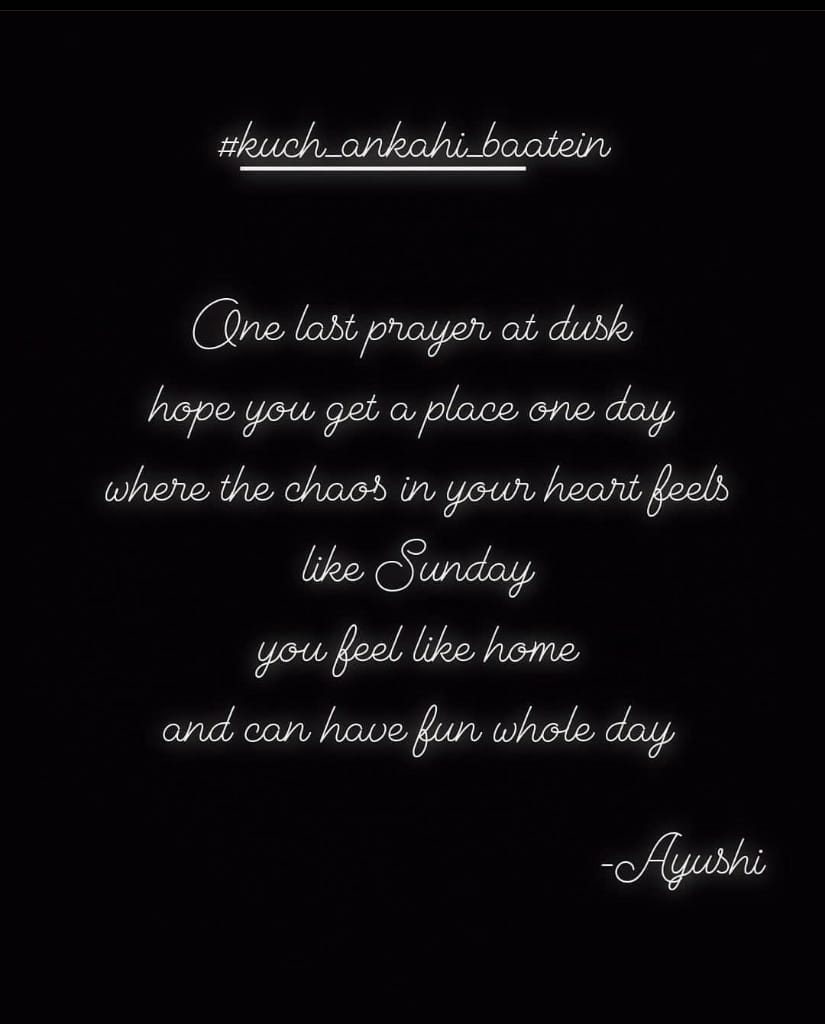 #kuch_ankahi_baatein
One last prayer at dusk
hope you get a place one day
where the chaos in your heart feels
like Sunday
you feel like home
and can have fun whole day
-Ayushi